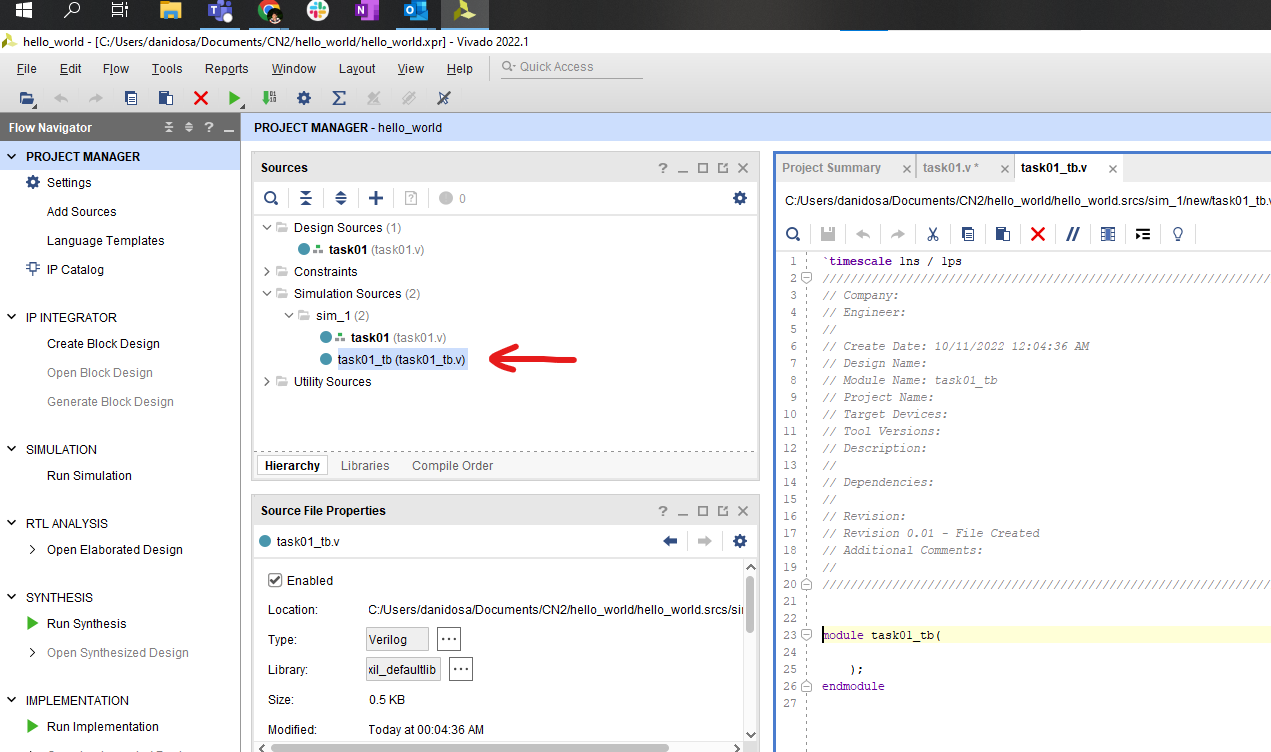 hello_world - [C:/Users/danidosa/Documents/CN2/hello_world/hello_world.xpr] - Vivado 2022.1
File Edit Flow Tools Reports Window Layout View Help Quick Access
Flow Navigator
PROJECT MANAGER
Settings
Add Sources
Language Templates
IP Catalog
IP INTEGRATOR
Create Block Design
Open Block Design
Generate Block Design
SIMULATION
Run Simulation
RTL ANALYSIS
Open Elaborated Design
SYNTHESIS
Run Synthesis
Open Synthesized Design
IMPLEMENTATION
Run Implementation
PROJECT MANAGER - hello_world
Sources
0
Design Sources (1)
task01 (task01.v)
Constraints
Simulation Sources (2)
sim_1 (2)
task01 (task01.v)
task01_tb (task01_tb.v)
Utility Sources
Hierarchy Libraries Compile Order
Source File Properties
task01_tb.v
Enabled
Location: C:/Users/danidosa/Documents/CN2/hello_world/hello_world.srcs/sim
Type: Verilog ...
Library: xil_defaultlib ...
Size: 0.5 KB
Modified: Today at 00:04:36 AM
Project Summary task01.v * task01_tb.v
C:/Users/danidosa/Documents/CN2/hello_world/hello_world.srcs/sim_1/new/task01_tb.v
1 `timescale 1ns / 1ps
2 //////////////////////////////////////////////////////////////////
3 // Company:
4 // Engineer:
5 //
6 // Create Date: 10/11/2022 12:04:36 AM
7 // Design Name:
8 // Module Name: task01_tb
9 // Project Name:
10 // Target Devices:
11 // Tool Versions:
12 // Description:
13 //
14 // Dependencies:
15 //
16 // Revision:
17 // Revision 0.01 - File Created
18 // Additional Comments:
19 //
20 //////////////////////////////////////////////////////////////////
21
22
23 module task01_tb(
24
25 );
26 endmodule
27